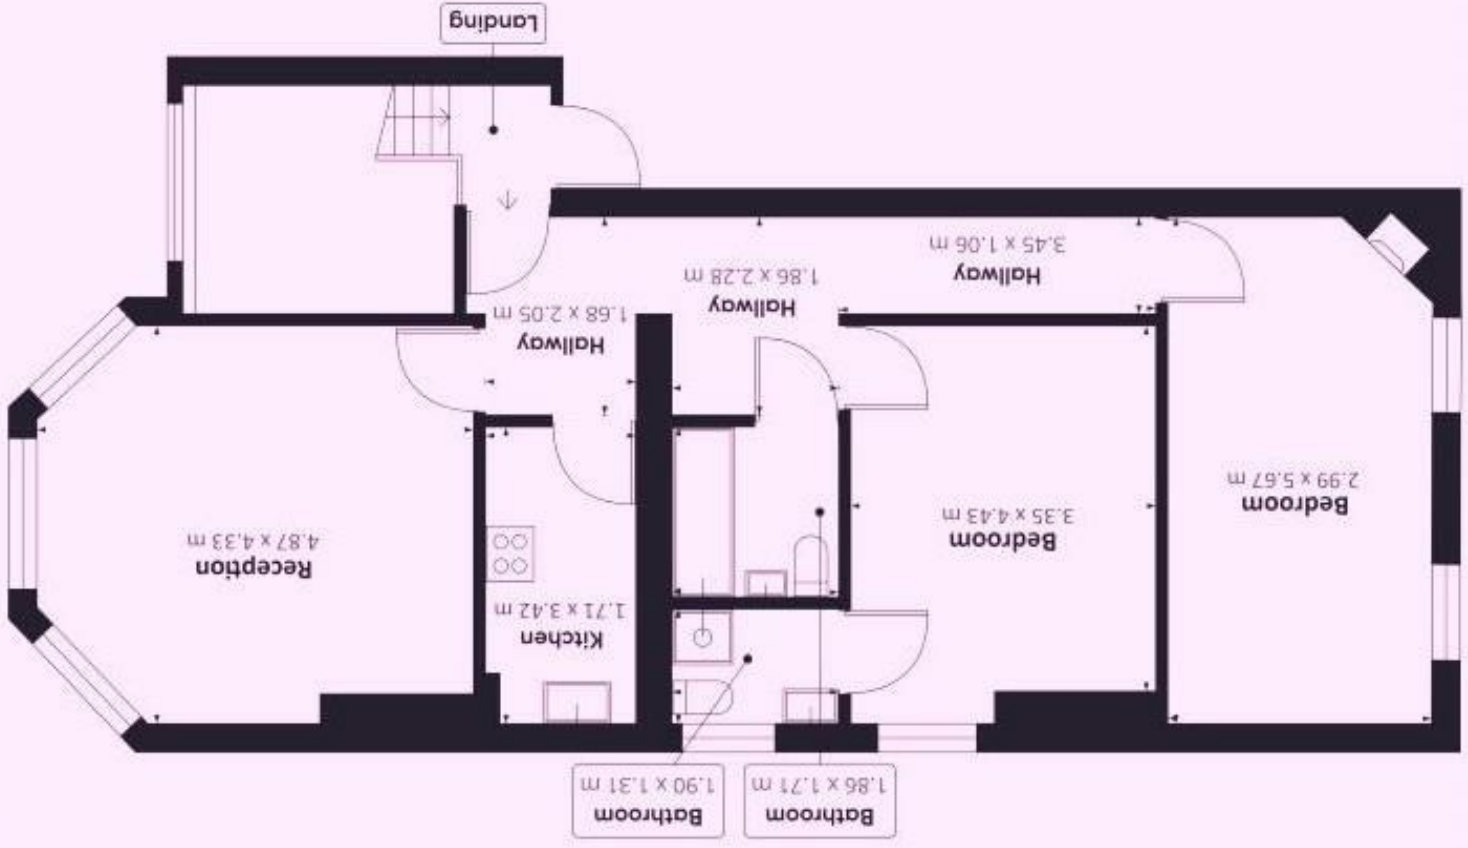 Bathroom
1.86 x 1.71 m
Bathroom
1.90 x 1.31 m
Kitchen
1.71 x 3.42 m
Reception
4.87 x 4.33 m
Bedroom
3.35 x 4.43 m
Bedroom
2.99 x 5.67 m
Hallway
1.68 x 2.05 m
Hallway
1.86 x 2.28 m
Hallway
3.45 x 1.06 m
Landing